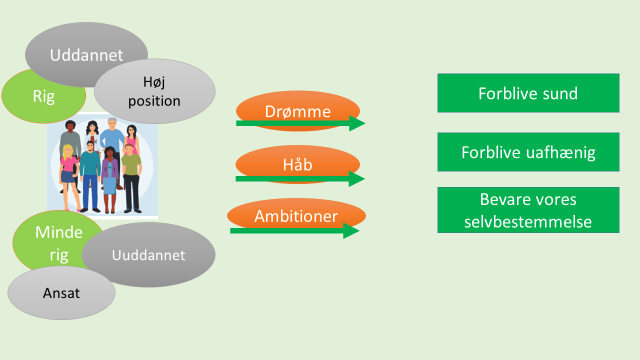 Uddannet
Rig
Høj
position
Minde
rig
Uuddannet
Ansat
Drømme
Håb
Ambitioner
Forblive sund
Forblive uafhænig
Bevare vores
selvbestemmelse